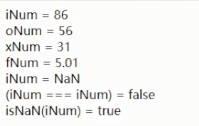 iNum = 86
oNum = 56
xNum = 31
fNum = 5.01
iNum = NaN
(iNum === iNum) = false
isNaN(iNum) = true